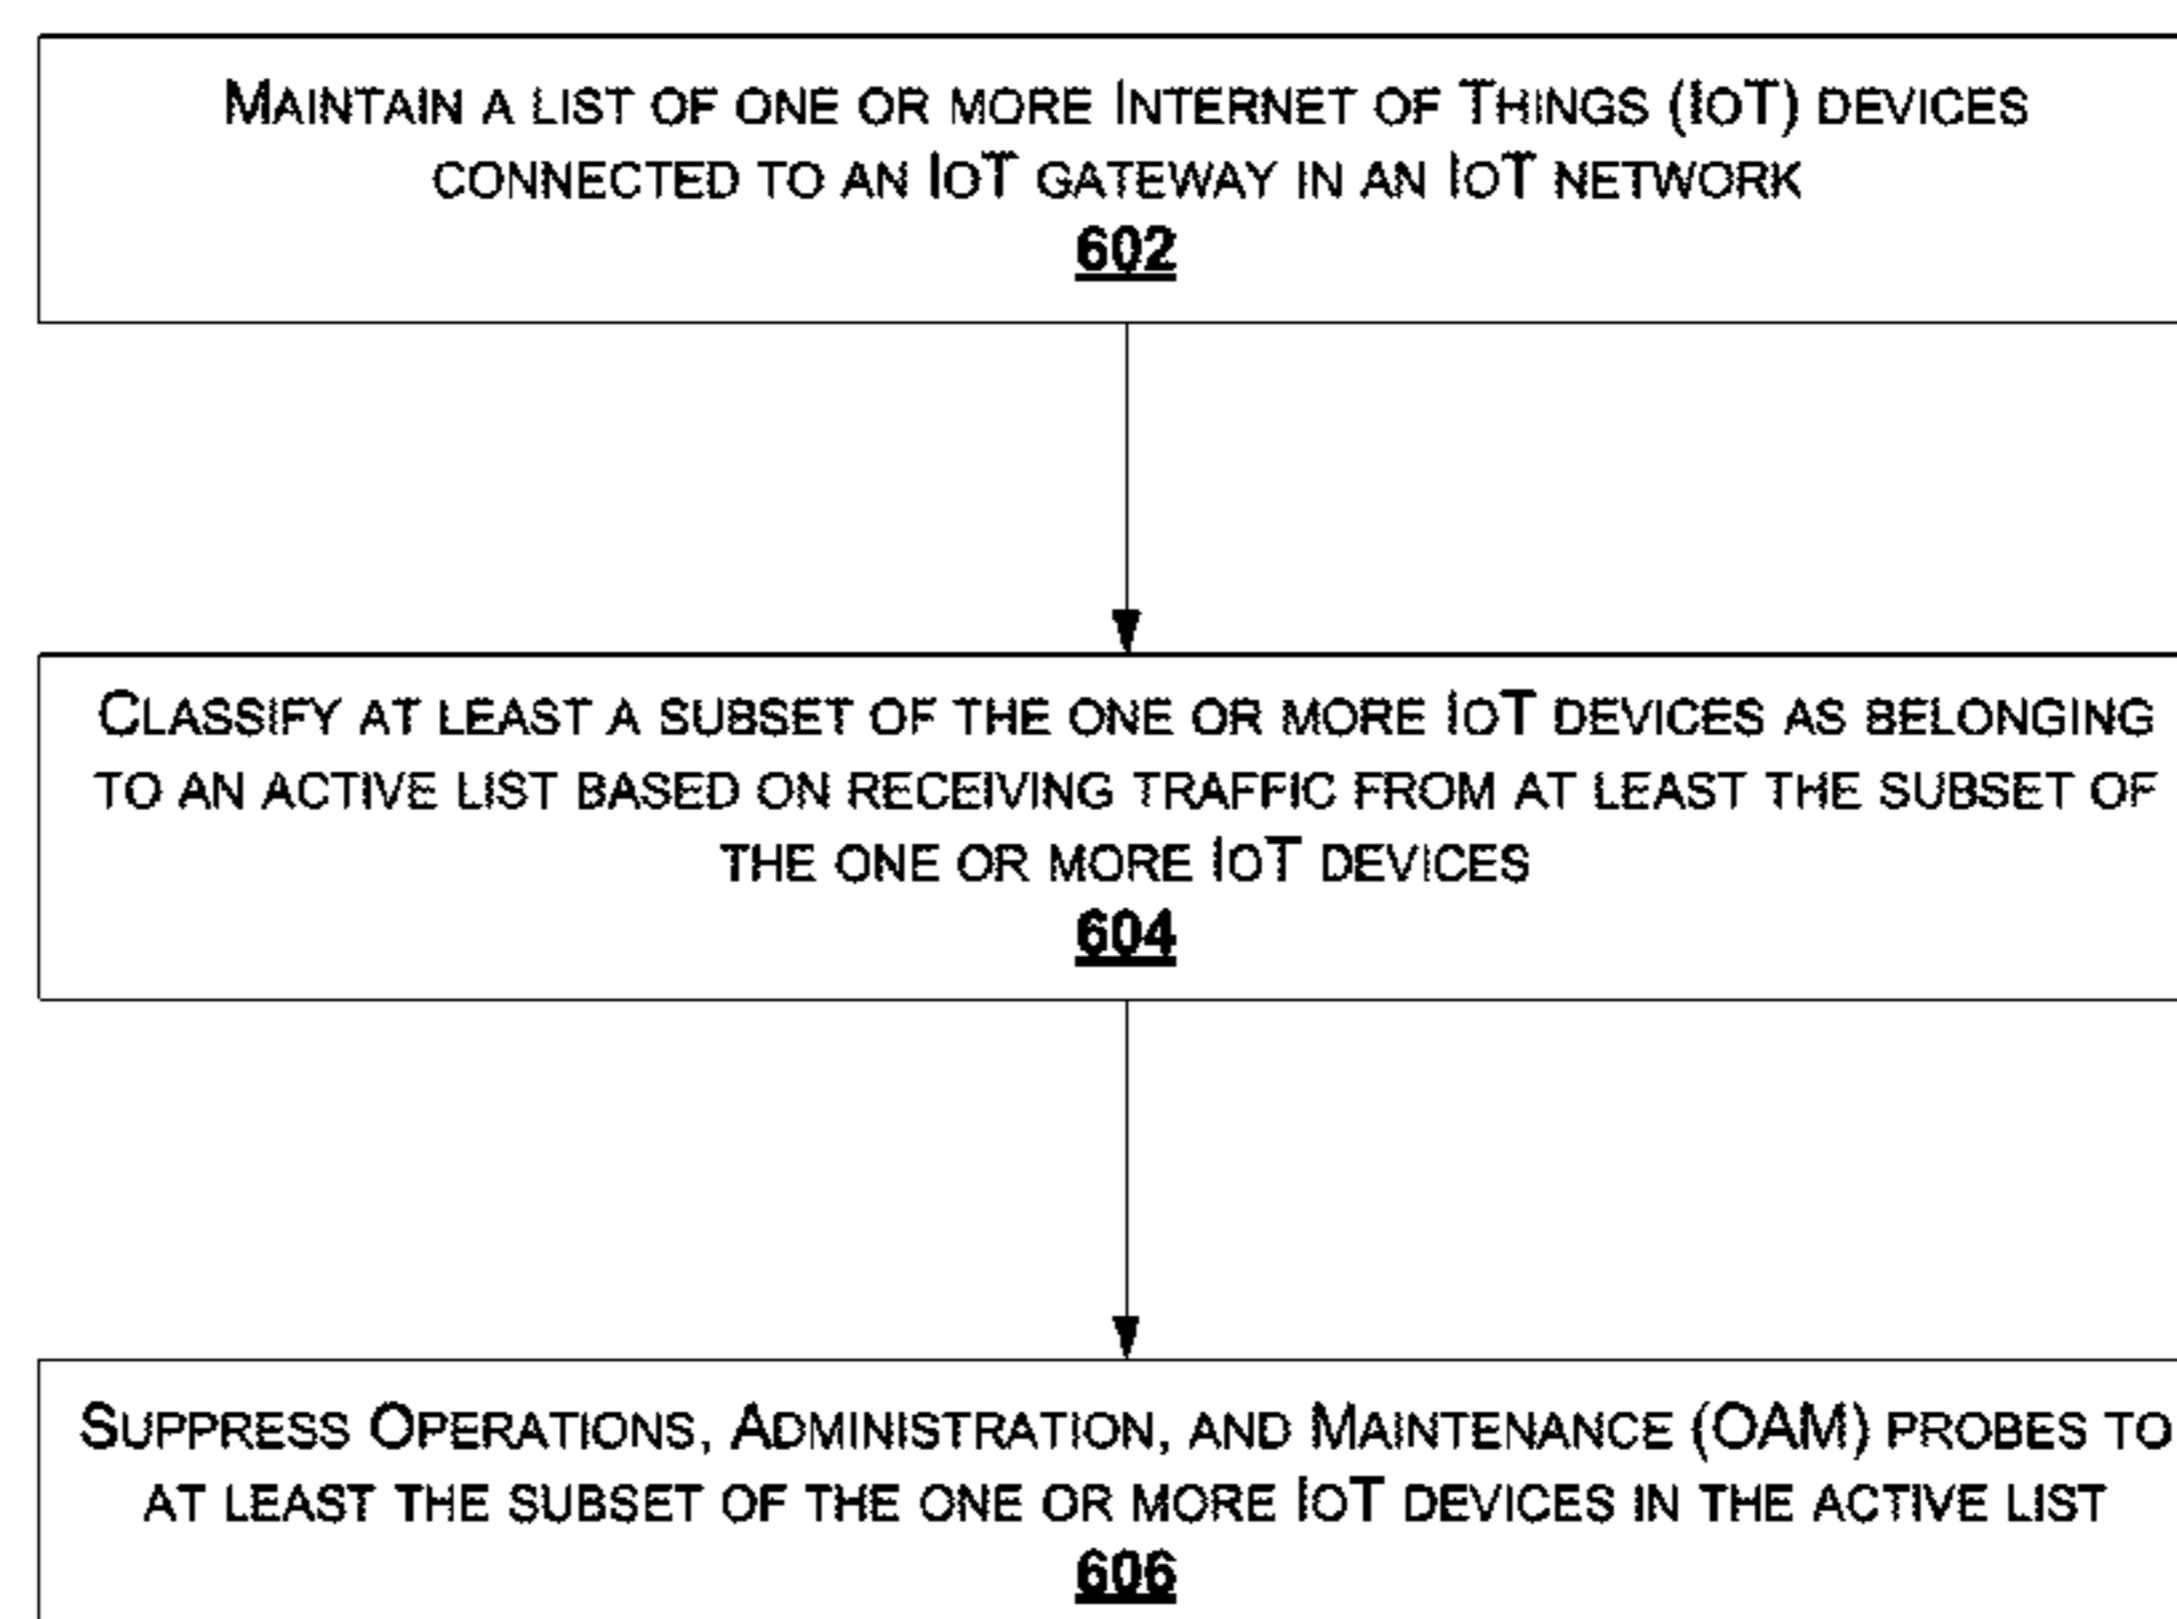 MAINTAIN A LIST OF ONE OR MORE INTERNET OF THINGS (IOT) DEVICES
CONNECTED TO AN IOT GATEWAY IN AN IOT NETWORK
602
CLASSIFY AT LEAST A SUBSET OF THE ONE OR MORE IOT DEVICES AS BELONGING
TO AN ACTIVE LIST BASED ON RECEIVING TRAFFIC FROM AT LEAST THE SUBSET OF
THE ONE OR MORE IOT DEVICES
604
SUPPRESS OPERATIONS, ADMINISTRATION, AND MAINTENANCE (OAM) PROBES TO
AT LEAST THE SUBSET OF THE ONE OR MORE IOT DEVICES IN THE ACTIVE LIST
606